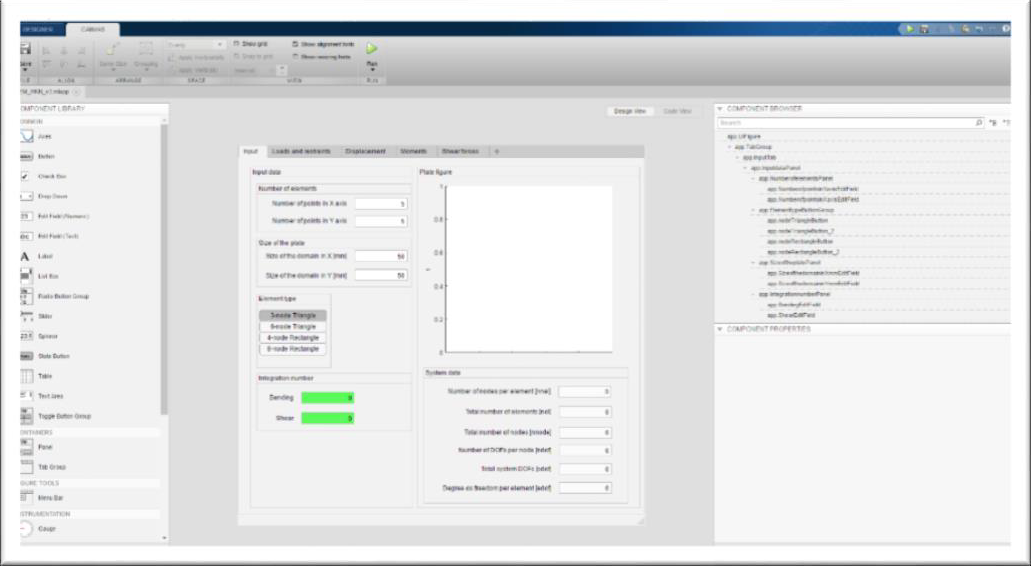 DESIGNER CANVAS
Show grid Show alignment hints
Snap to grid Show resizing hints
Same Size Grouping Apply Horizontally
Apply Vertically
Run
ALIGN ARRANGE SPACE VIEW RUN
COMPONENT LIBRARY
Axes
Button
Check Box
Drop Down
Edit Field (Numeric)
Edit Field (Text)
Label
List Box
Radio Button Group
Slider
Spinner
State Button
Table
Text Area
Toggle Button Group
Panel
Tab Group
Menu Bar
Gauge
Design View Code View
Input Loads and Displacement Moments Shear forces +
Input data
Number of elements
Number of points in X axis 5
Number of points in Y axis 5
Size of the plate
Size of the domain in X [mm] 50
Size of the domain in Y [mm] 50
Element type
3-node Triangle
6-node Triangle
4-node Rectangle
8-node Rectangle
Integration number
Bending 0
Shear 0
Plate figure
1
0.8
0.6
0.4
0.2
0
System data
Number of nodes per element [nnel] 0
Total number of elements [nel] 0
Total number of nodes [nnode] 0
Number of DOFs per node [ndof] 0
Total system DOFs [sdof] 0
Degree os freedom per element [edof] 0
COMPONENT BROWSER
Search
app.UIFigure
app.TabGroup
app.InputTab
app.InputdataPanel
app.NumberofelementsPanel
app.NumberofpointsinXaxisEditField
app.NumberofpointsinYaxisEditField
app.ElementtypeButtonGroup
app.nodeTriangleButton
app.nodeTriangleButton_2
app.nodeRectangleButton
app.nodeRectangleButton_2
app.SizeoftheplatePanel
app.SizeofthedomaininXmmEditField
app.SizeofthedomaininYmmEditField
app.IntegrationnumberPanel
app.BendingEditField
app.ShearEditField
COMPONENT PROPERTIES